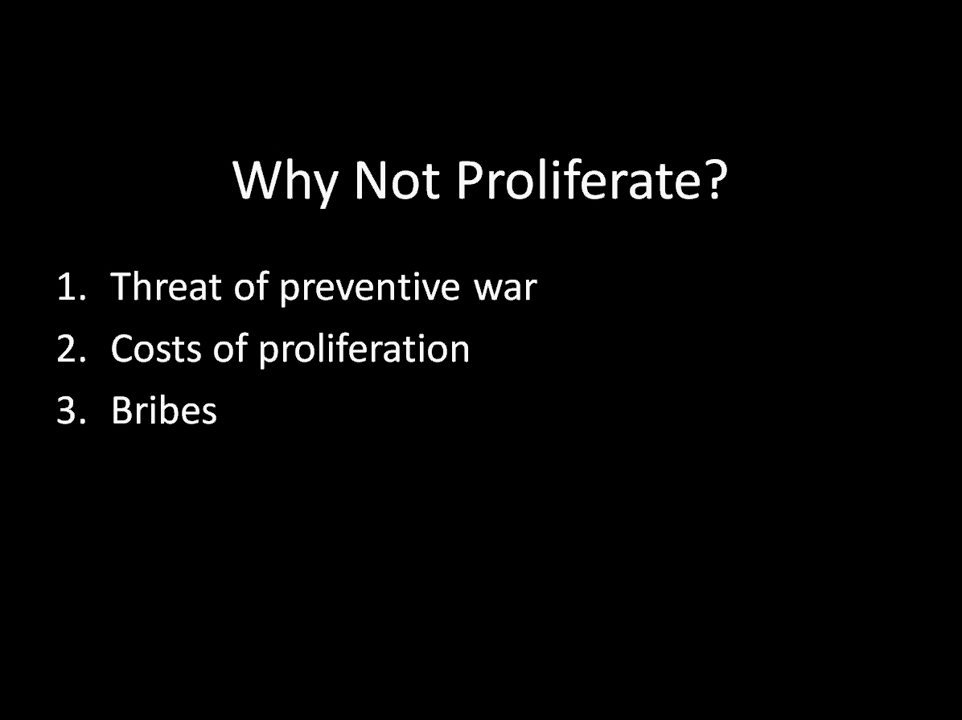 Why Not Proliferate?
1. Threat of preventive war
2. Costs of proliferation
3. Bribes